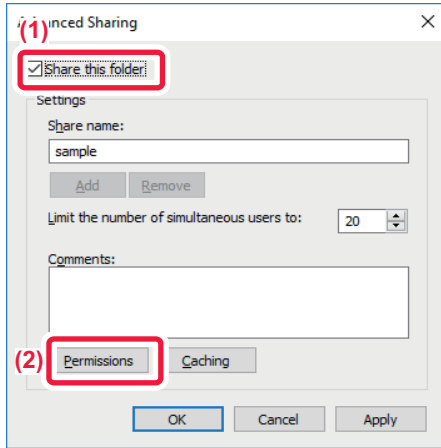 (1)
Advanced Sharing
Share this folder
Settings
Share name:
sample
Add Remove
Limit the number of simultaneous users to: 20
Comments:
(2)
Permissions Caching
OK Cancel Apply